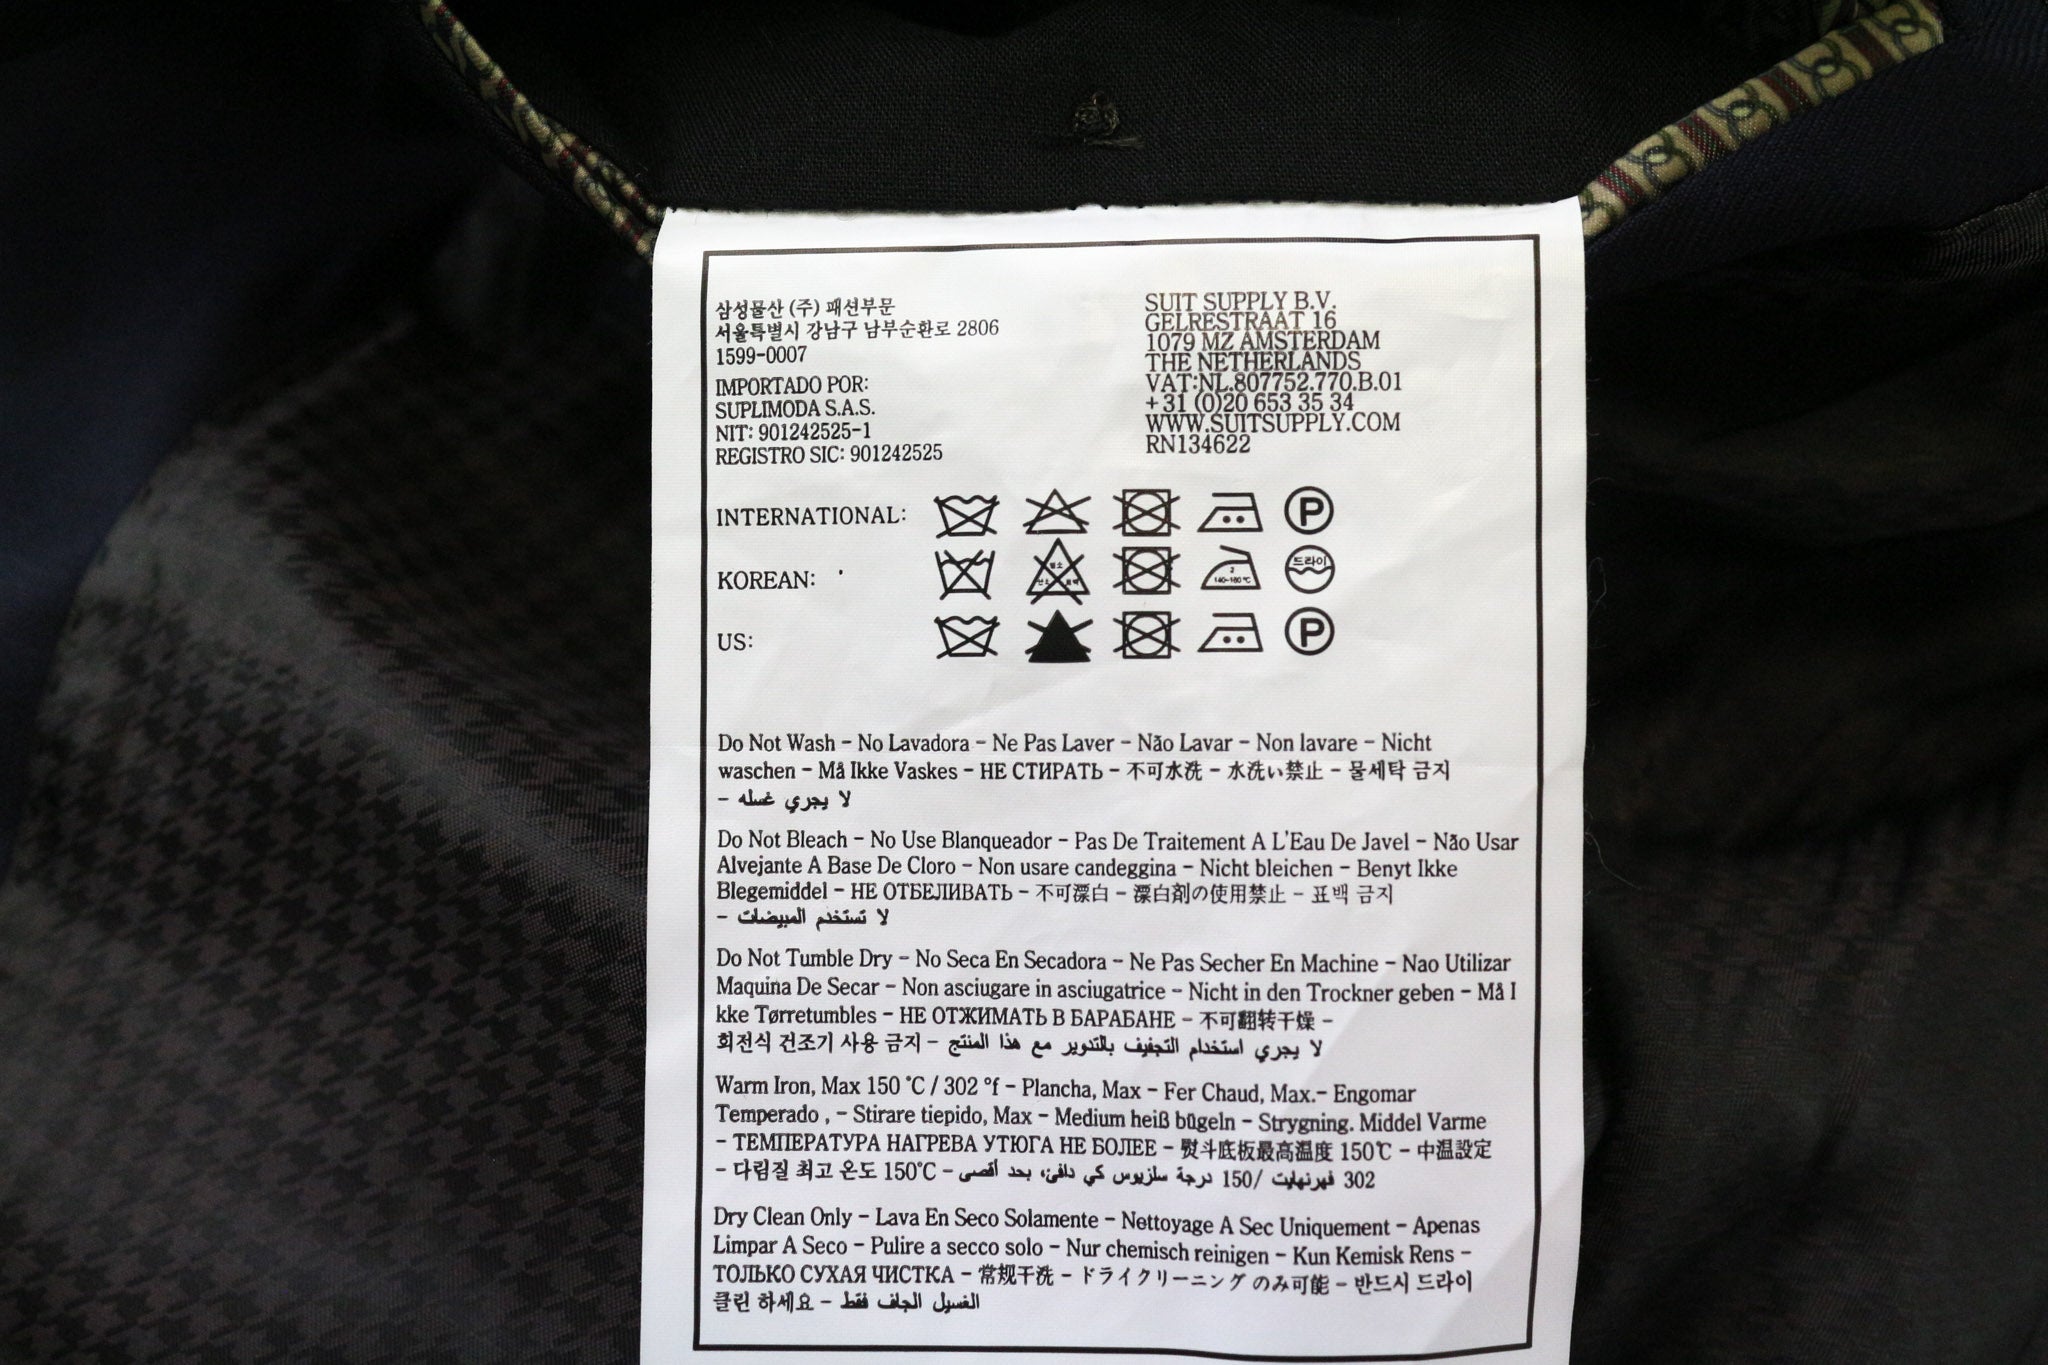 삼성물산 (주) 패션부문
서울특별시 강남구 남부순환로 2806
1599-0007
IMPORTADO POR:
SUPLIMODA S.A.S.
NIT: 901242525-1
REGISTRO SIC: 901242525
SUIT SUPPLY B.V.
GELRESTRAAT 16
1079 MZ AMSTERDAM
THE NETHERLANDS
VAT:NL.807752.770.B.01
+31 (0)20 653 35 34
WWW.SUITSUPPLY.COM
RN134622
INTERNATIONAL: P
KOREAN: 2 140~160℃ 드라이
US: P
Do Not Wash - No Lavadora - Ne Pas Laver - Não Lavar - Non lavare - Nicht
waschen - Må Ikke Vaskes - НЕ СТИРАТЬ - 不可水洗 - 水洗い禁止 - 물세탁 금지
- لا يجري غسله
Do Not Bleach - No Use Blanqueador - Pas De Traitement A L'Eau De Javel - Não Usar
Alvejante A Base De Cloro - Non usare candeggina - Nicht bleichen - Benyt Ikke
Blegemiddel - НЕ ОТБЕЛИВАТЬ - 不可漂白 - 漂白剤の使用禁止 - 표백 금지
- لا تستخدم المبيضات
Do Not Tumble Dry - No Seca En Secadora - Ne Pas Secher En Machine - Nao Utilizar
Maquina De Secar - Non asciugare in asciugatrice - Nicht in den Trockner geben - Må I
kke Tørretumbles - НЕ ОТЖИМАТЬ В БАРАБАНЕ - 不可翻转干燥 -
회전식 건조기 사용 금지 - لا يجري استخدام التجفيف بالتدوير مع هذا المنتج
Warm Iron, Max 150 °C / 302 °f - Plancha, Max - Fer Chaud, Max.- Engomar
Temperado , - Stirare tiepido, Max - Medium heiß bügeln - Strygning. Middel Varme
- ТЕМПЕРАТУРА НАГРЕВА УТЮГА НЕ БОЛЕЕ - 熨斗底板最高温度 150℃ - 中温設定
- 다림질 최고 온도 150℃ - كي دافئ، بحد أقصى 150 درجة سلزيوس/ 302 فهرنهايت
Dry Clean Only - Lava En Seco Solamente - Nettoyage A Sec Uniquement - Apenas
Limpar A Seco - Pulire a secco solo - Nur chemisch reinigen - Kun Kemisk Rens -
ТОЛЬКО СУХАЯ ЧИСТКА - 常规干洗 - ドライクリーニング のみ可能 - 반드시 드라이
클린 하세요 - الغسيل الجاف فقط